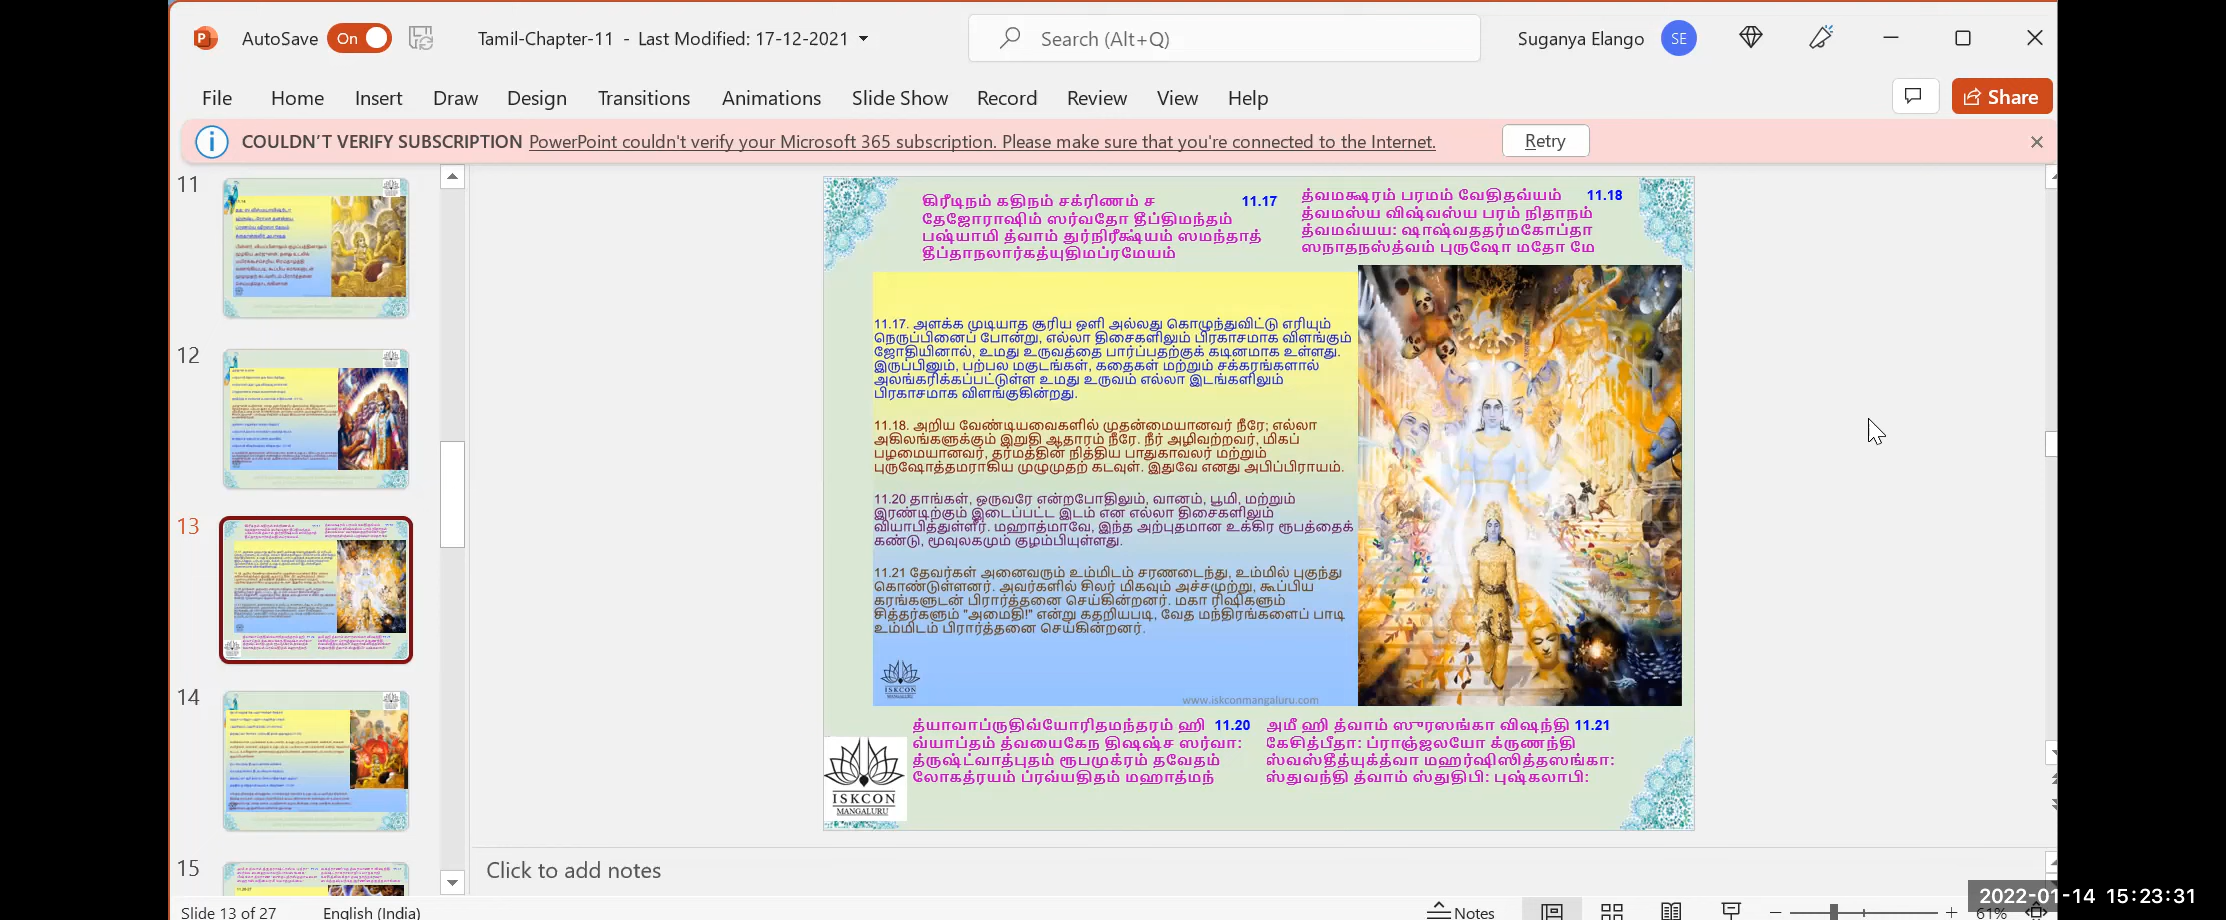 AutoSave On Tamil-Chapter-11 - Last Modified: 17-12-2021 Search (Alt+Q) Suganya Elango SE
File Home Insert Draw Design Transitions Animations Slide Show Record Review View Help Share
COULDN'T VERIFY SUBSCRIPTION PowerPoint couldn't verify your Microsoft 365 subscription. Please make sure that you're connected to the Internet. Retry
11
12
13
14
15
கிரீடிநம் கதிநம் சக்ரிணம் ச 11.17
தேஜோராஷிம் ஸர்வதோ தீப்திமந்தம்
பஷ்யாமி த்வாம் துர்நிரீக்ஷ்யம் ஸமந்தாத்
தீப்தாநலார்கத்யுதிமப்ரமேயம்
த்வமக்ஷரம் பரமம் வேதிதவ்யம் 11.18
த்வமஸ்ய விஷ்வஸ்ய பரம் நிதாநம்
த்வமவ்யய: ஷாஷ்வததர்மகோப்தா
ஸநாதநஸ்த்வம் புருஷோ மதோ மே
11.17. அளக்க முடியாத சூரிய ஒளி அல்லது கொழுந்துவிட்டு எரியும்
நெருப்பினைப் போன்று, எல்லா திசைகளிலும் பிரகாசமாக விளங்கும்
ஜோதியினால், உமது உருவத்தை பார்ப்பதற்குக் கடினமாக உள்ளது.
இருப்பினும், பற்பல மகுடங்கள், கதைகள் மற்றும் சக்கரங்களால்
அலங்கரிக்கப்பட்டுள்ள உமது உருவம் எல்லா இடங்களிலும்
பிரகாசமாக விளங்குகின்றது.
11.18. அறிய வேண்டியவைகளில் முதன்மையானவர் நீரே; எல்லா
அகிலங்களுக்கும் இறுதி ஆதாரம் நீரே. நீர் அழிவற்றவர், மிகப்
பழமையானவர், தர்மத்தின் நித்திய பாதுகாவலர் மற்றும்
புருஷோத்தமராகிய முழுமுதற் கடவுள். இதுவே எனது அபிப்பிராயம்.
11.20 தாங்கள், ஒருவரே என்றபோதிலும், வானம், பூமி, மற்றும்
இரண்டிற்கும் இடைப்பட்ட இடம் என எல்லா திசைகளிலும்
வியாபித்துள்ளீர். மஹாத்மாவே, இந்த அற்புதமான உக்கிர ரூபத்தைக்
கண்டு, மூவுலகமும் குழம்பியுள்ளது.
11.21 தேவர்கள் அனைவரும் உம்மிடம் சரணடைந்து, உம்மில் புகுந்து
கொண்டுள்ளனர். அவர்களில் சிலர் மிகவும் அச்சமுற்று, கூப்பிய
கரங்களுடன் பிரார்த்தனை செய்கின்றனர். மகா ரிஷிகளும்
சித்தர்களும் "அமைதி!" என்று கதறியபடி, வேத மந்திரங்களைப் பாடி
உம்மிடம் பிரார்த்தனை செய்கின்றனர்.
ISKCON
MANGALURU
www.iskconmangaluru.com
த்யாவாப்ருதிவ்யோரிதமந்தரம் ஹி 11.20
வ்யாப்தம் த்வயைகேந திஷஷ்ச ஸர்வா:
த்ருஷ்ட்வாத்புதம் ரூபமுக்ரம் தவேதம்
லோகத்ரயம் ப்ரவ்யதிதம் மஹாத்மந்
அமீ ஹி த்வாம் ஸுரஸங்கா விஷந்தி 11.21
கேசித்பீதா: ப்ராஞ்ஜலயோ க்ருணந்தி
ஸ்வஸ்தீத்யுக்த்வா மஹர்ஷிஸித்தஸங்கா:
ஸ்துவந்தி த்வாம் ஸ்துதிபி: புஷ்கலாபி:
ISKCON
MANGALURU
Click to add notes
Slide 13 of 27 English (India) Notes 61%
2022-01-14 15:23:31